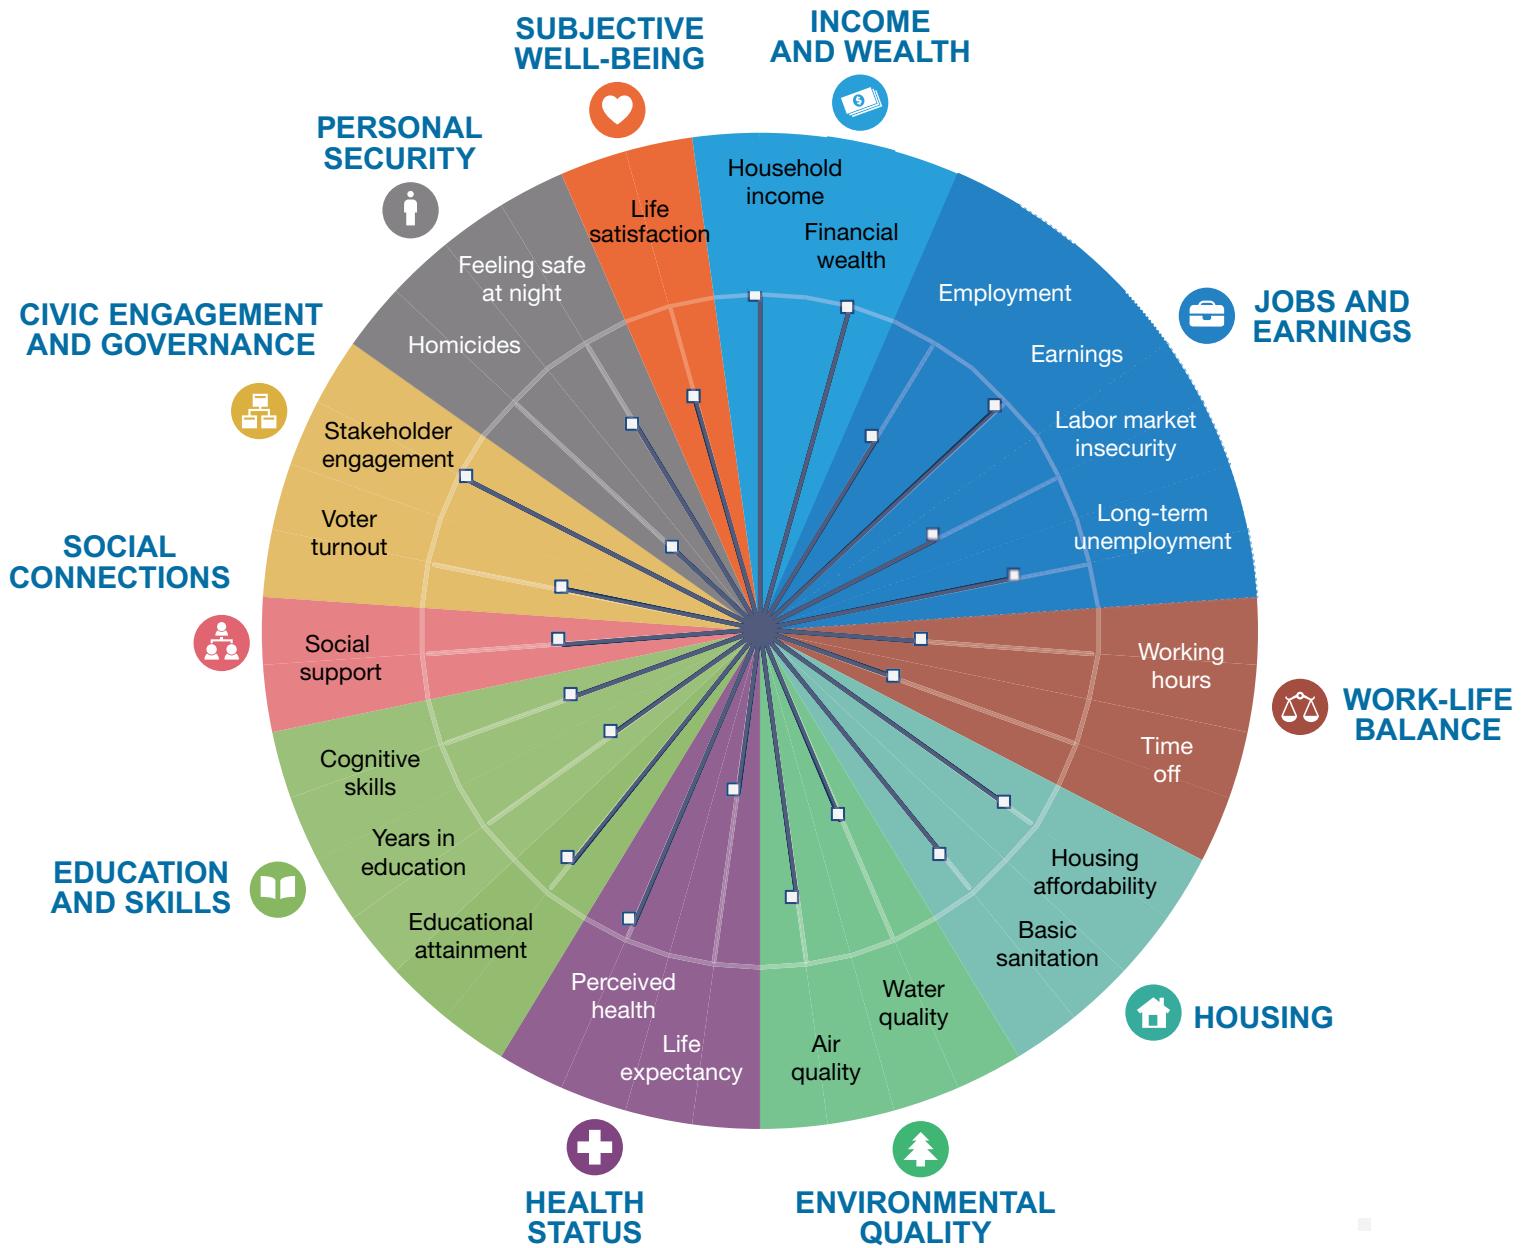 SUBJECTIVE
WELL-BEING
INCOME
AND WEALTH
PERSONAL
SECURITY
CIVIC ENGAGEMENT
AND GOVERNANCE
SOCIAL
CONNECTIONS
EDUCATION
AND SKILLS
HEALTH
STATUS
ENVIRONMENTAL
QUALITY
HOUSING
WORK-LIFE
BALANCE
JOBS AND
EARNINGS
Household
income
Financial
wealth
Employment
Earnings
Labor market
insecurity
Long-term
unemployment
Working
hours
Time
off
Housing
affordability
Basic
sanitation
Water
quality
Air
quality
Life
expectancy
Perceived
health
Educational
attainment
Years in
education
Cognitive
skills
Social
support
Voter
turnout
Stakeholder
engagement
Homicides
Feeling safe
at night
Life
satisfaction
$